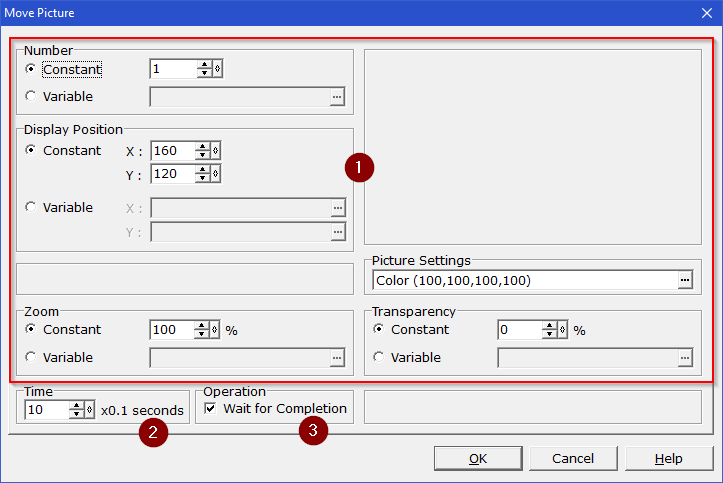 Move Picture
Number
Constant 1
Variable ...
Display Position
Constant X : 160
Y : 120
1
Variable X : ...
Y : ...
Picture Settings
Color (100,100,100,100) ...
Zoom
Constant 100 %
Variable ...
Transparency
Constant 0 %
Variable ...
Time
10 x0.1 seconds
2
Operation
Wait for Completion
3
OK Cancel Help